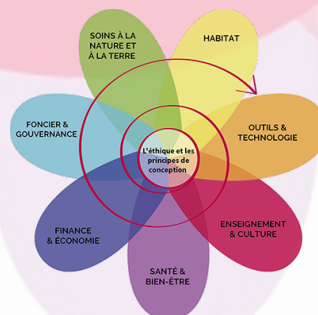 SOINS À LA
NATURE ET
À LA TERRE
HABITAT
FONCIER &
GOUVERNANCE
OUTILS &
TECHNOLOGIE
L'éthique et les
principes de
conception
FINANCE
& ÉCONOMIE
ENSEIGNEMENT
& CULTURE
SANTÉ &
BIEN-ÊTRE